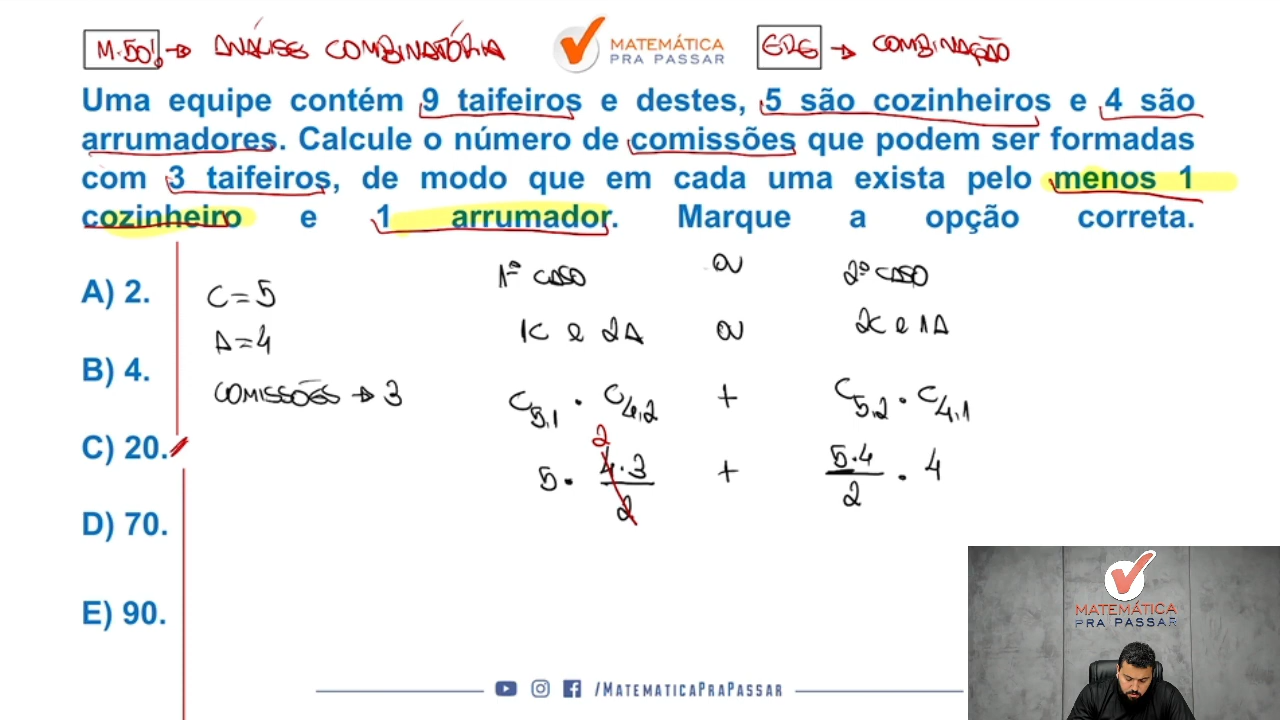 M.50! → ANÁLISE COMBINATÓRIA
MATEMÁTICA
PRA PASSAR
→ COMBINAÇÃO
Uma equipe contém 9 taifeiros e destes, 5 são cozinheiros e 4 são
arrumadores. Calcule o número de comissões que podem ser formadas
com 3 taifeiros, de modo que em cada uma exista pelo menos 1
cozinheiro e 1 arrumador. Marque a opção correta.
A) 2.
B) 4.
C) 20.
D) 70.
E) 90.
C = 5
A = 4
COMISSÕES → 3
1º CASO ou 2º CASO
1C e 2A ou 2C e 1A
C5,1 . C4,2 + C5,2 . C4,1
2
5 . 4.3 + 5.4 . 4
2 2
MATEMÁTICA
PRA PASSAR
/MATEMATICAPRAPASSAR